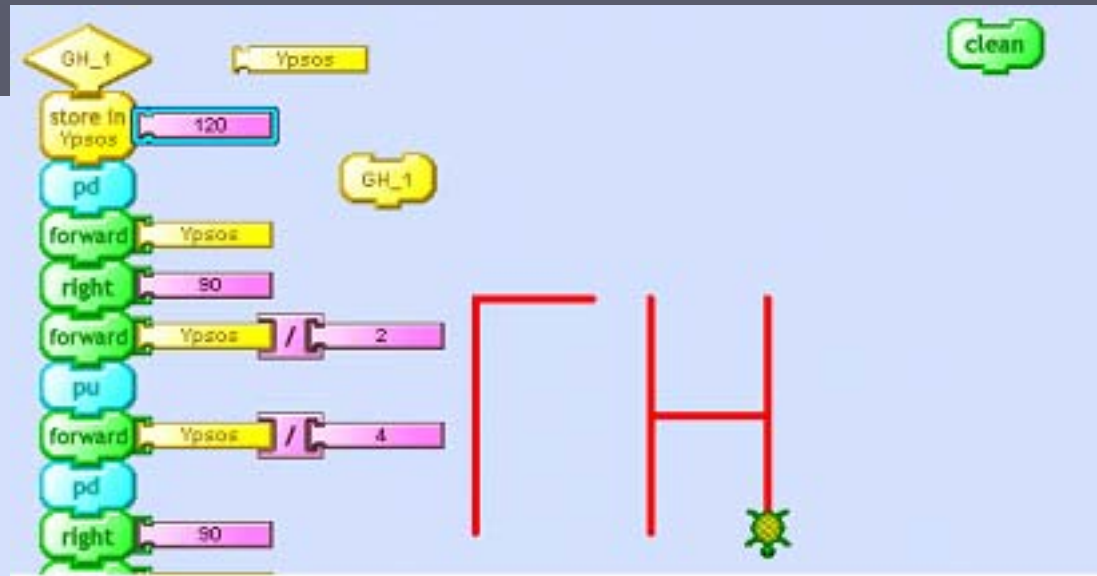 GH_1
Ypsos
clean
store in
Ypsos
120
pd
GH_1
forward Ypsos
right 90
forward Ypsos / 2
pu
forward Ypsos / 4
pd
right 90